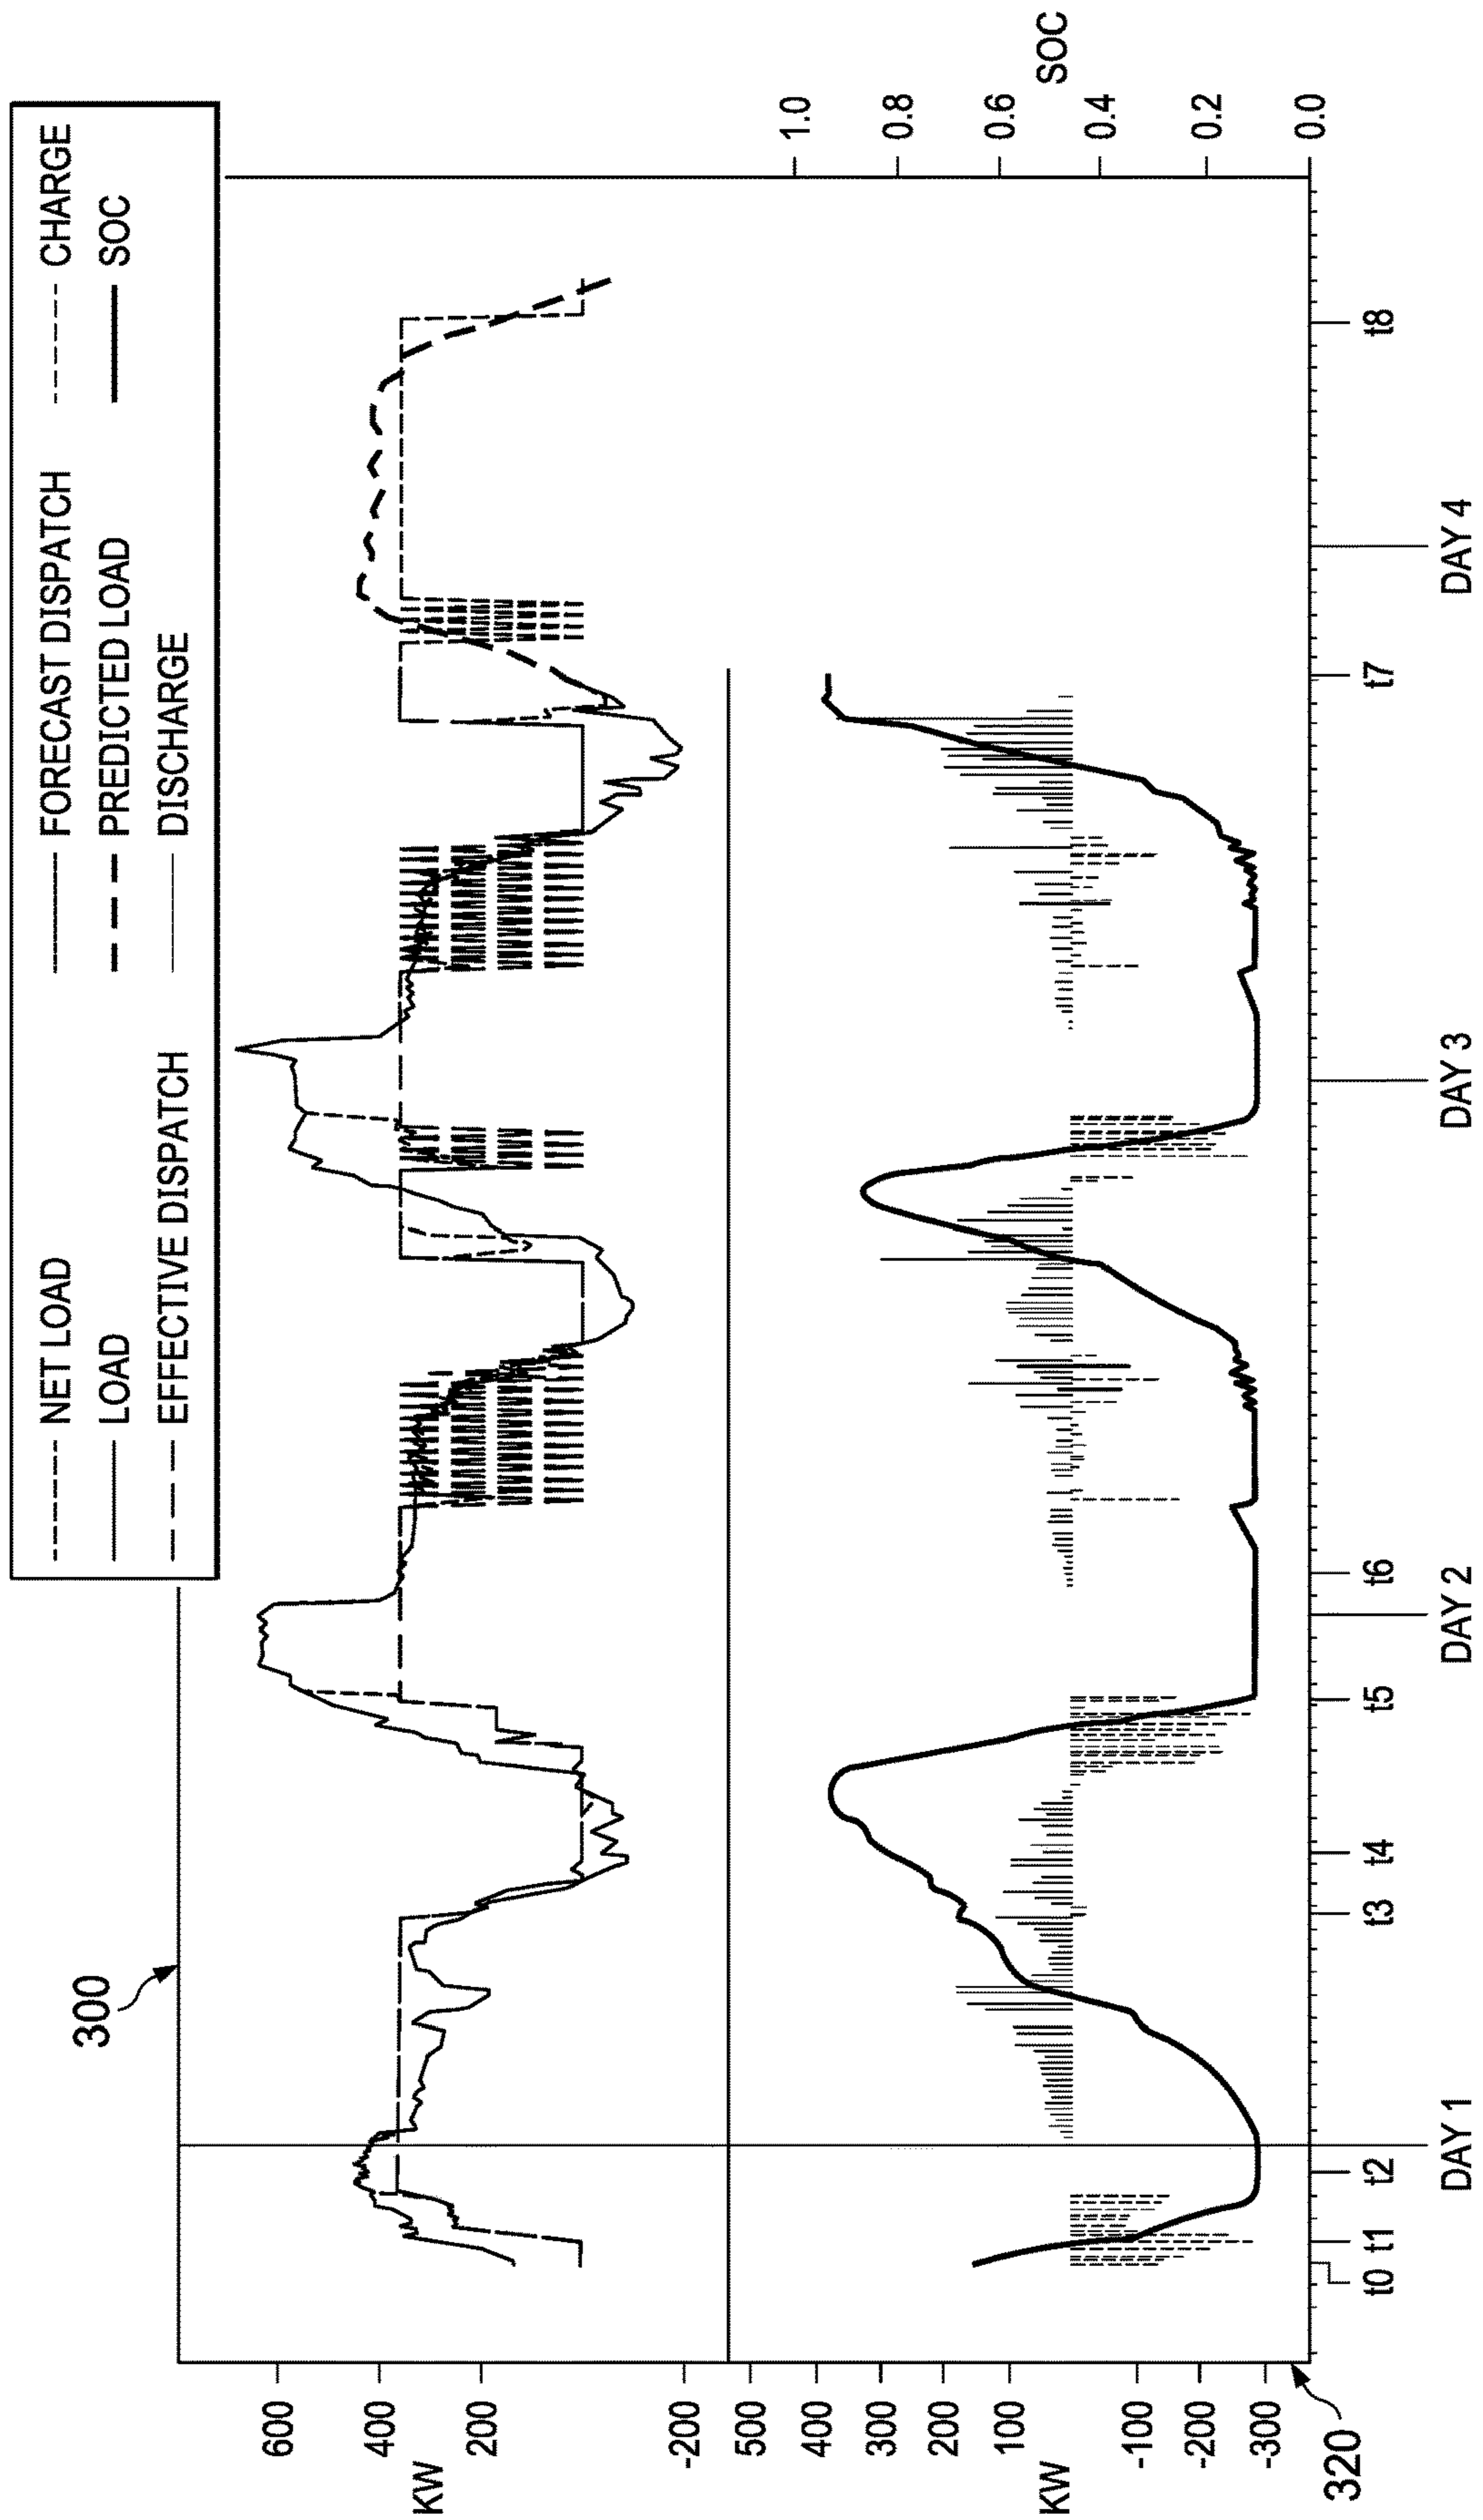 300
NET LOAD
FORECAST DISPATCH
CHARGE
LOAD
PREDICTED LOAD
SOC
EFFECTIVE DISPATCH
DISCHARGE
600
400
200
-200
KW
500
400
300
200
100
-100
-200
-300
KW
1.0
0.8
0.6
0.4
0.2
0.0
SOC
320
t0
t1
t2
t3
t4
t5
t6
t7
t8
DAY 1
DAY 2
DAY 3
DAY 4